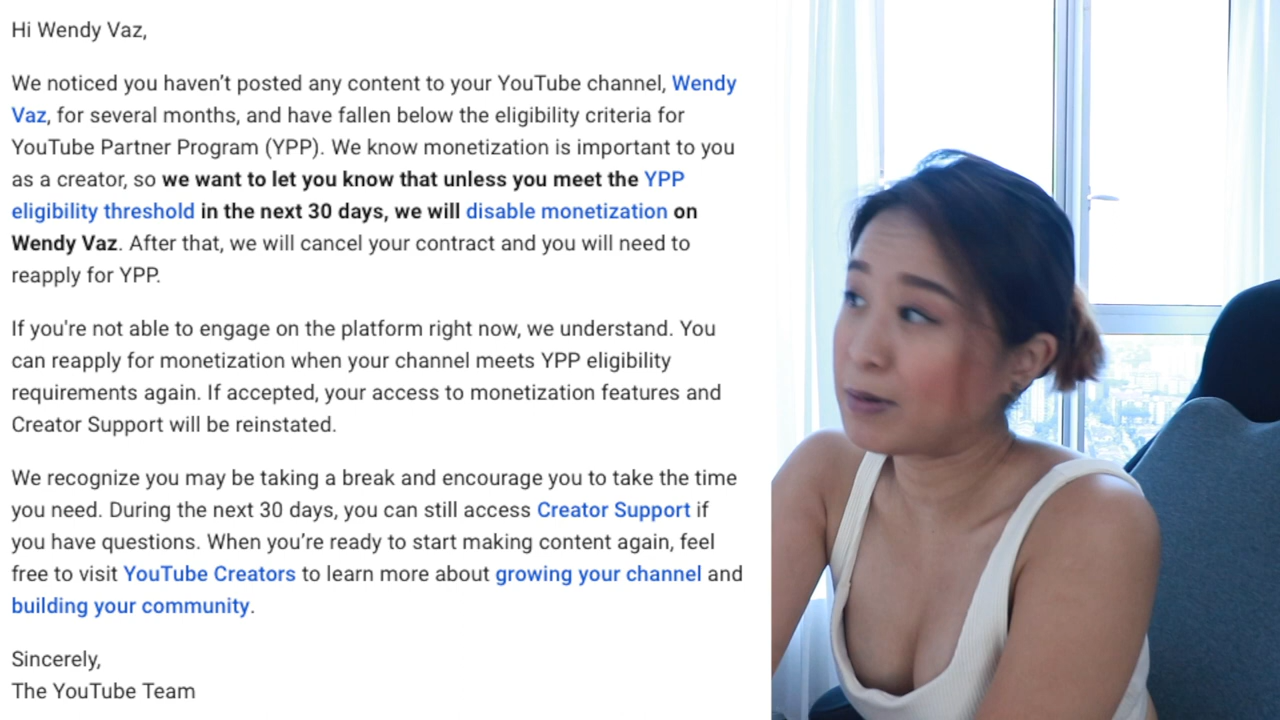 Hi Wendy Vaz,
We noticed you haven’t posted any content to your YouTube channel, Wendy
Vaz, for several months, and have fallen below the eligibility criteria for
YouTube Partner Program (YPP). We know monetization is important to you
as a creator, so we want to let you know that unless you meet the YPP
eligibility threshold in the next 30 days, we will disable monetization on
Wendy Vaz. After that, we will cancel your contract and you will need to
reapply for YPP.
If you're not able to engage on the platform right now, we understand. You
can reapply for monetization when your channel meets YPP eligibility
requirements again. If accepted, your access to monetization features and
Creator Support will be reinstated.
We recognize you may be taking a break and encourage you to take the time
you need. During the next 30 days, you can still access Creator Support if
you have questions. When you’re ready to start making content again, feel
free to visit YouTube Creators to learn more about growing your channel and
building your community.
Sincerely,
The YouTube Team